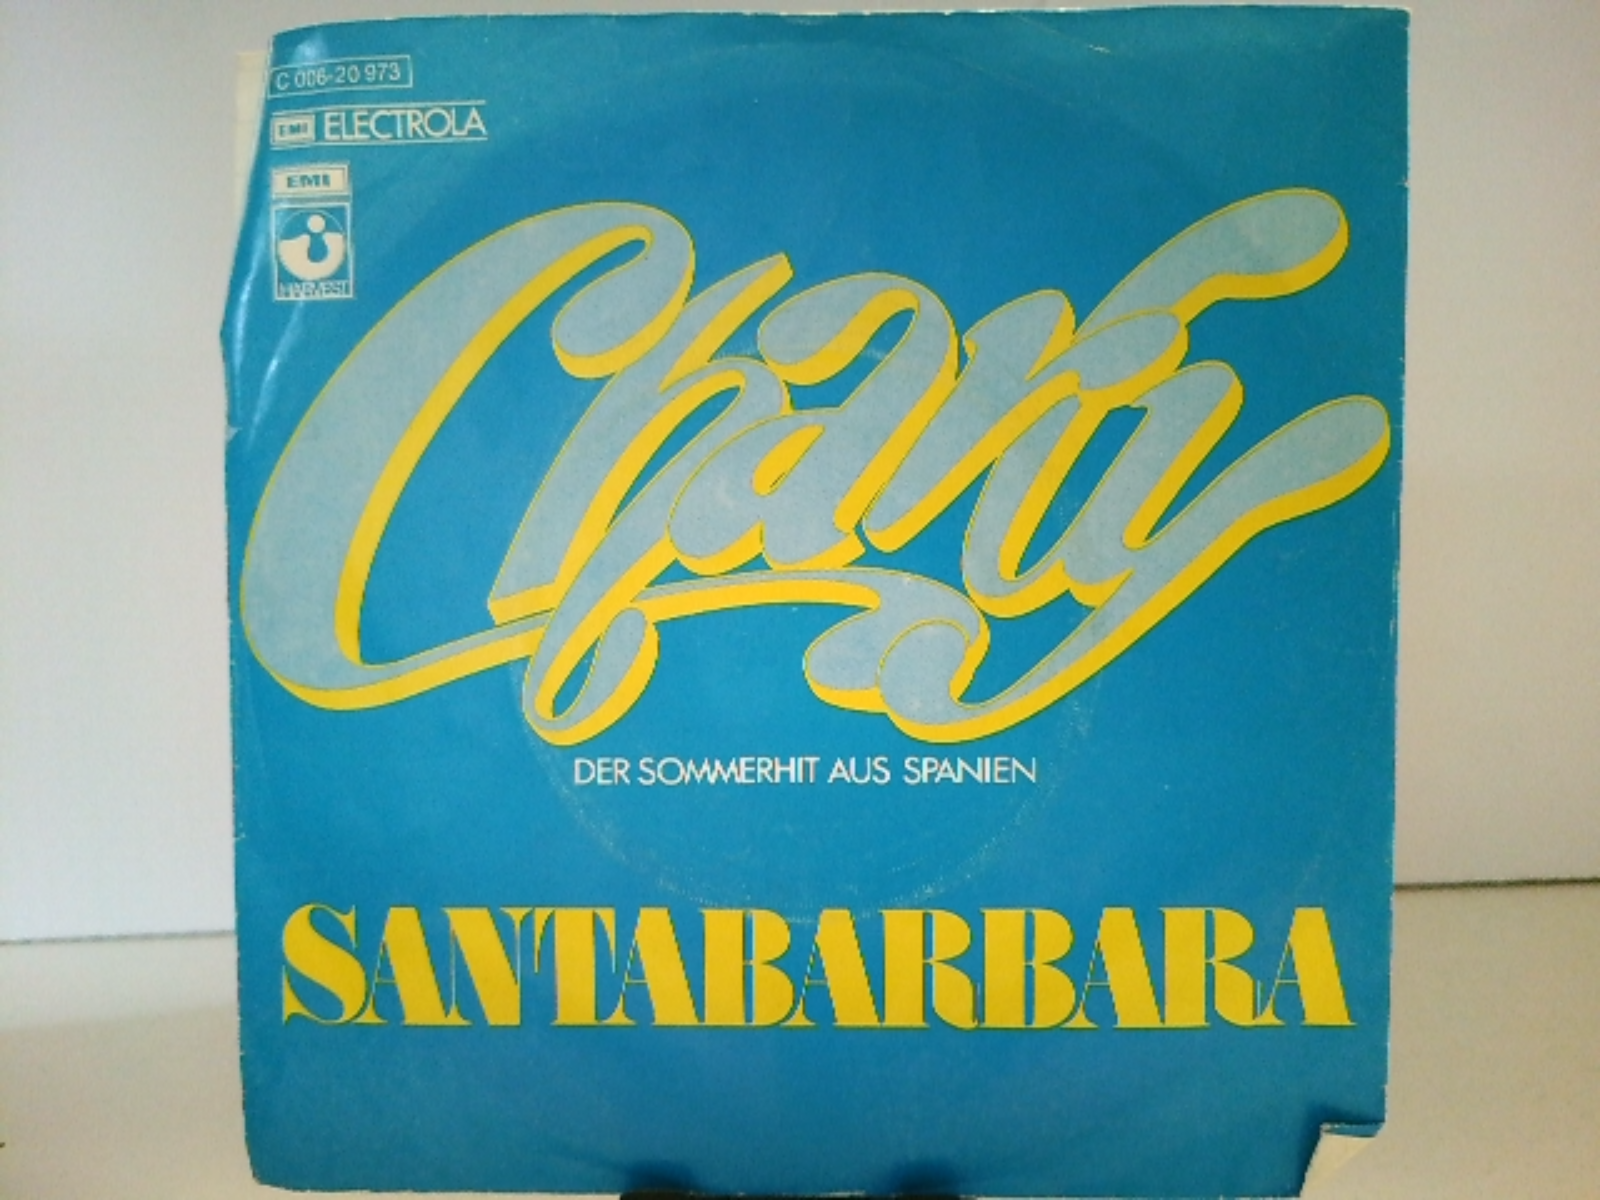 C 006-20 973
EMI ELECTROLA
EMI
HARVEST
Charly
DER SOMMERHIT AUS SPANIEN
SANTABARBARA